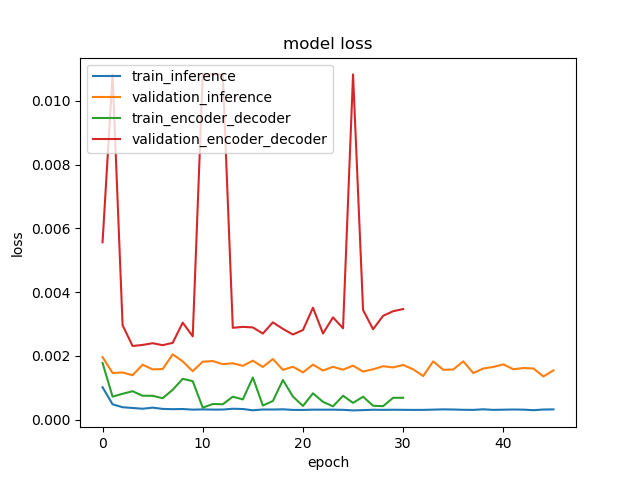 model loss
train_inference
validation_inference
train_encoder_decoder
validation_encoder_decoder
0.010
0.008
0.006
0.004
0.002
0.000
loss
0 10 20 30 40
epoch